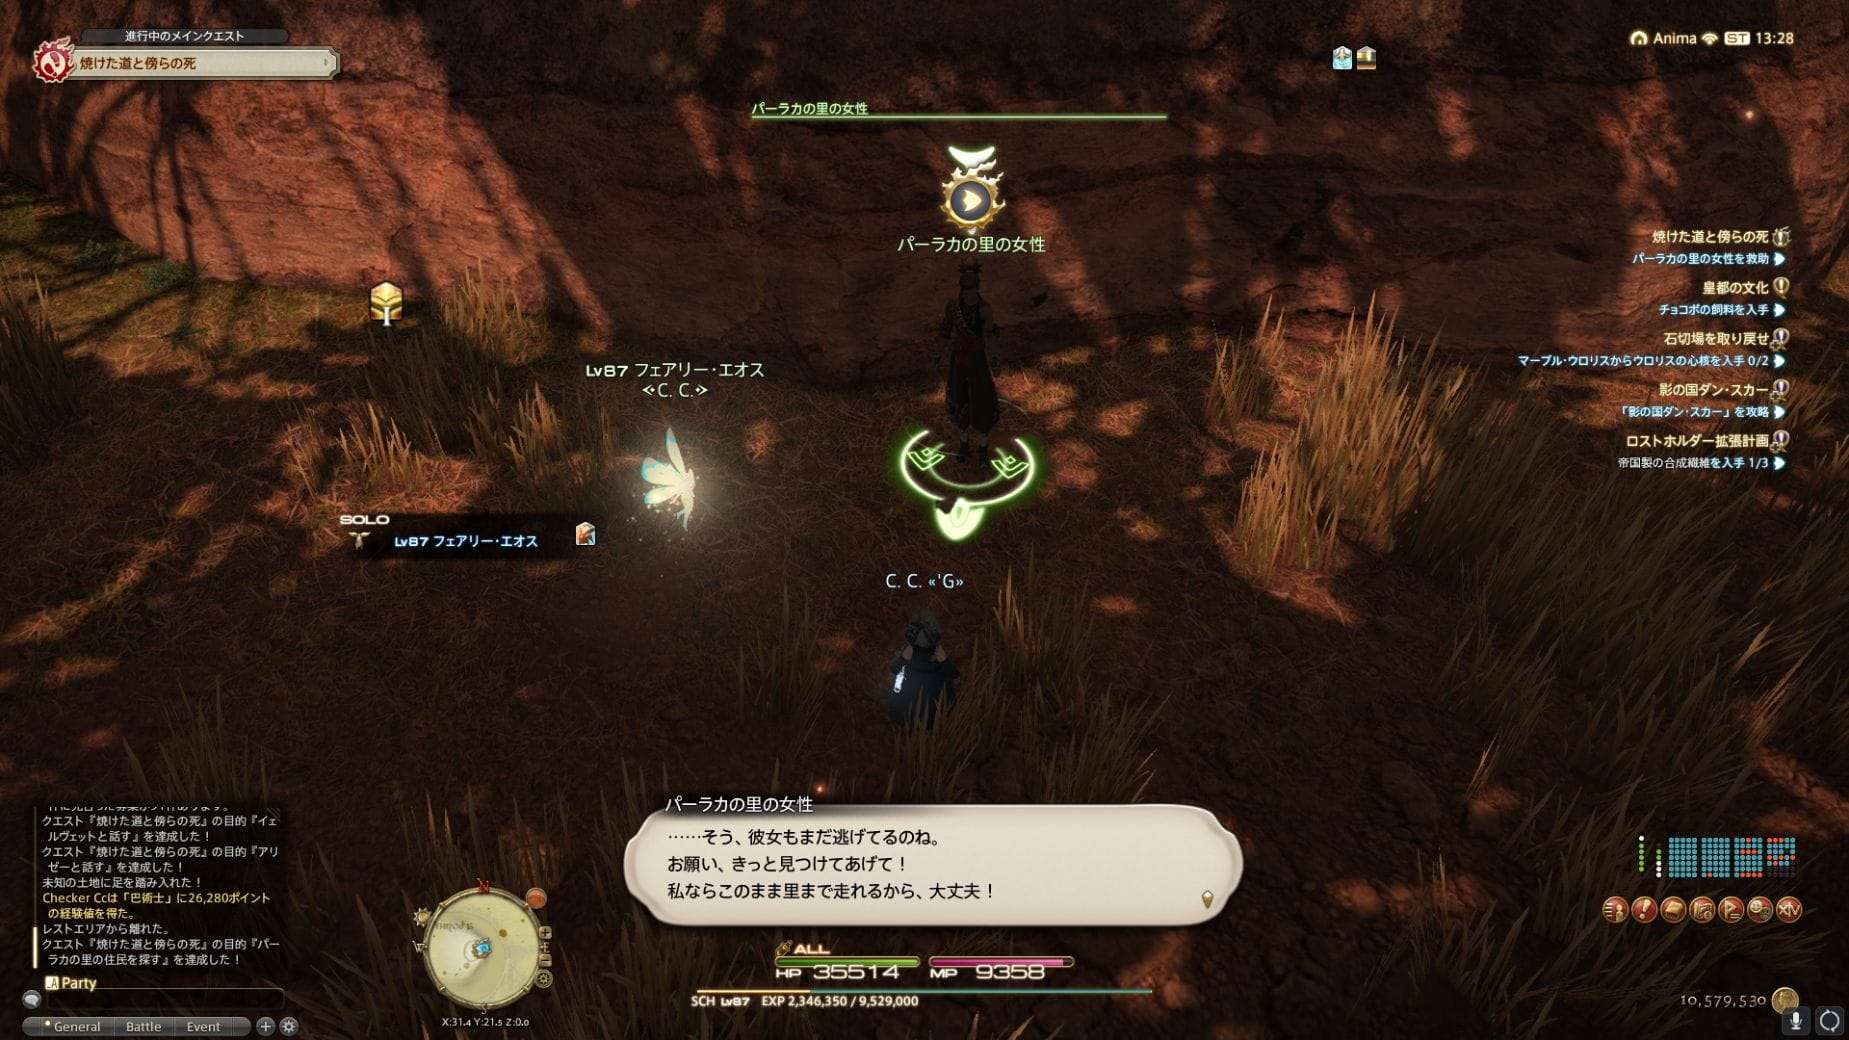 進行中のメインクエスト
焼けた道と傍らの死
Anima ST 13:28
パーラカの里の女性
パーラカの里の女性
Lv87 フェアリー・エオス
C. C.
焼けた道と傍らの死
パーラカの里の女性を救助
皇都の文化
チョコボの飼料を入手
石切場を取り戻せ
マーブル・ウロリスからウロリスの心核を入手 0/2
影の国ダン・スカー
「影の国ダン・スカー」を攻略
ロストホルダー拡張計画
帝国製の合成繊維を入手 1/3
SOLO
Lv87 フェアリー・エオス
C. C. «'G»
パーラカの里の女性
……そう、彼女もまだ逃げてるのね。
お願い、きっと見つけてあげて！
私ならこのまま里まで走れるから、大丈夫！
クエスト『焼けた道と傍らの死』の目的『イェ
ルヴェットと話す』を達成した！
クエスト『焼けた道と傍らの死』の目的『アリ
ゼーと話す』を達成した！
未知の土地に足を踏み入れた！
Checker Ccは「巴術士」に26,280ポイント
の経験値を得た。
レストエリアから離れた。
クエスト『焼けた道と傍らの死』の目的『パー
ラカの里の住民を探す』を達成した！
Party
General Battle Event
N
X:31.4 Y:21.5 Z:0.0
ALL
HP 35514 MP 9358
SCH Lv87 EXP 2,346,350 / 9,529,000
10,579,530
XIV